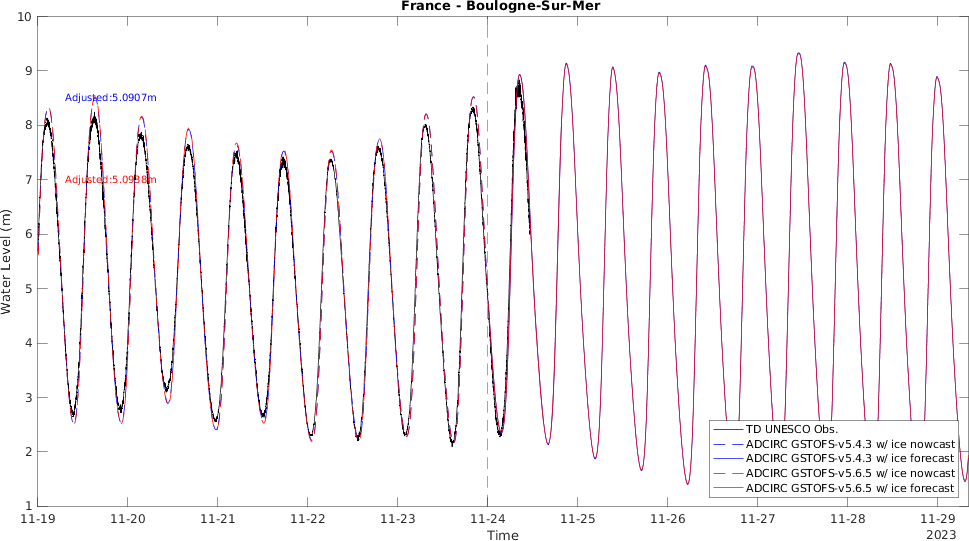 France - Boulogne-Sur-Mer
10
9
8
7
6
5
4
3
2
1
Water Level (m)
Adjusted:5.0907m
Adjusted:5.0938m
TD UNESCO Obs.
ADCIRC GSTOFS-v5.4.3 w/ ice nowcast
ADCIRC GSTOFS-v5.4.3 w/ ice forecast
ADCIRC GSTOFS-v5.6.5 w/ ice nowcast
ADCIRC GSTOFS-v5.6.5 w/ ice forecast
11-19 11-20 11-21 11-22 11-23 11-24 11-25 11-26 11-27 11-28 11-29
Time
2023